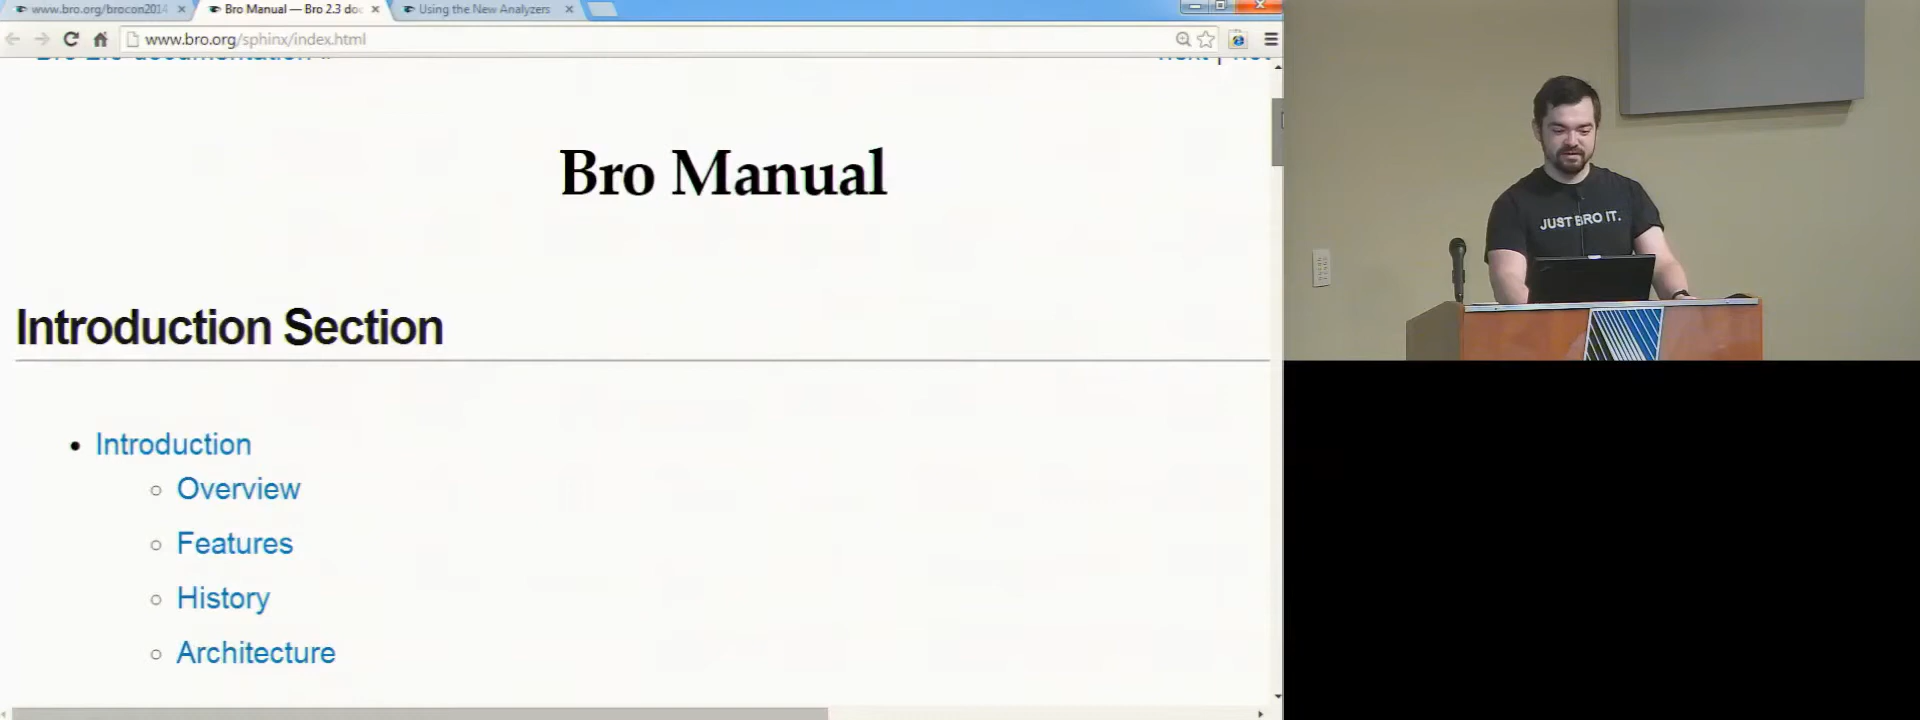 www.bro.org/brocon2014
Bro Manual — Bro 2.3 doc
Using the New Analyzers
www.bro.org/sphinx/index.html
Bro Manual
Introduction Section
Introduction
Overview
Features
History
Architecture
JUST BRO IT.